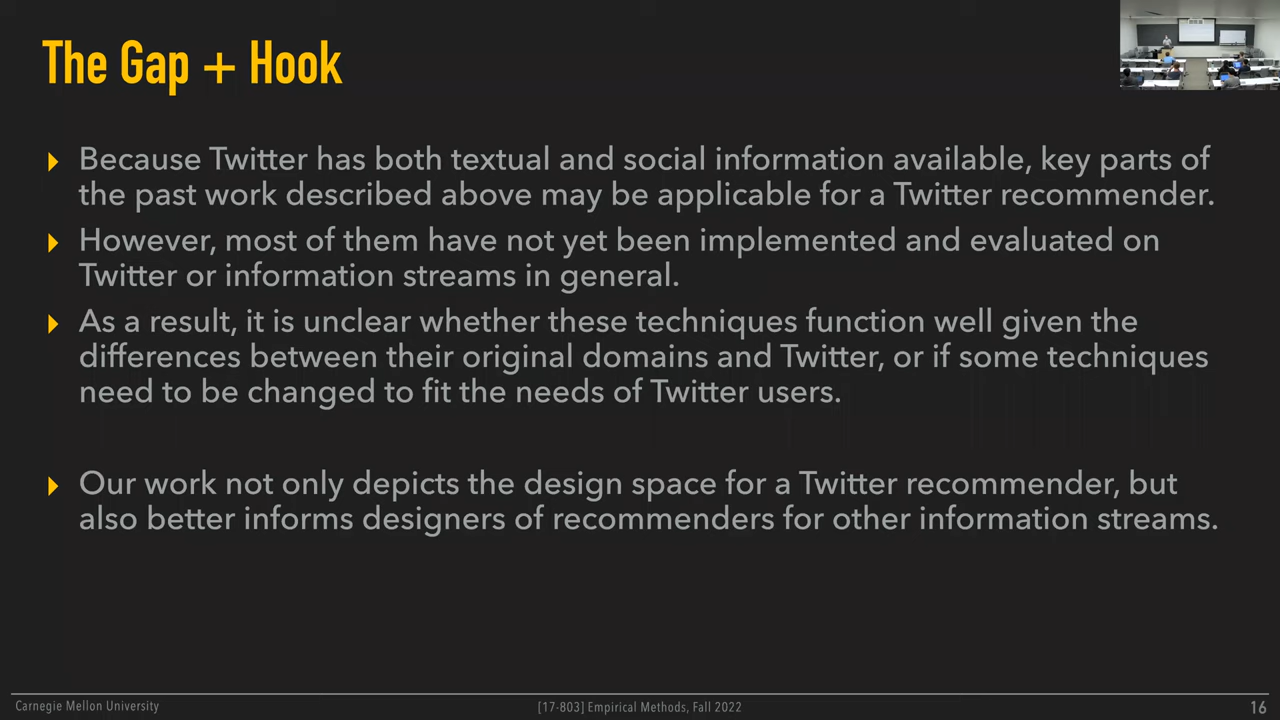 The Gap + Hook
Because Twitter has both textual and social information available, key parts of
the past work described above may be applicable for a Twitter recommender.
However, most of them have not yet been implemented and evaluated on
Twitter or information streams in general.
As a result, it is unclear whether these techniques function well given the
differences between their original domains and Twitter, or if some techniques
need to be changed to fit the needs of Twitter users.
Our work not only depicts the design space for a Twitter recommender, but
also better informs designers of recommenders for other information streams.
Carnegie Mellon University
[17-803] Empirical Methods, Fall 2022
16